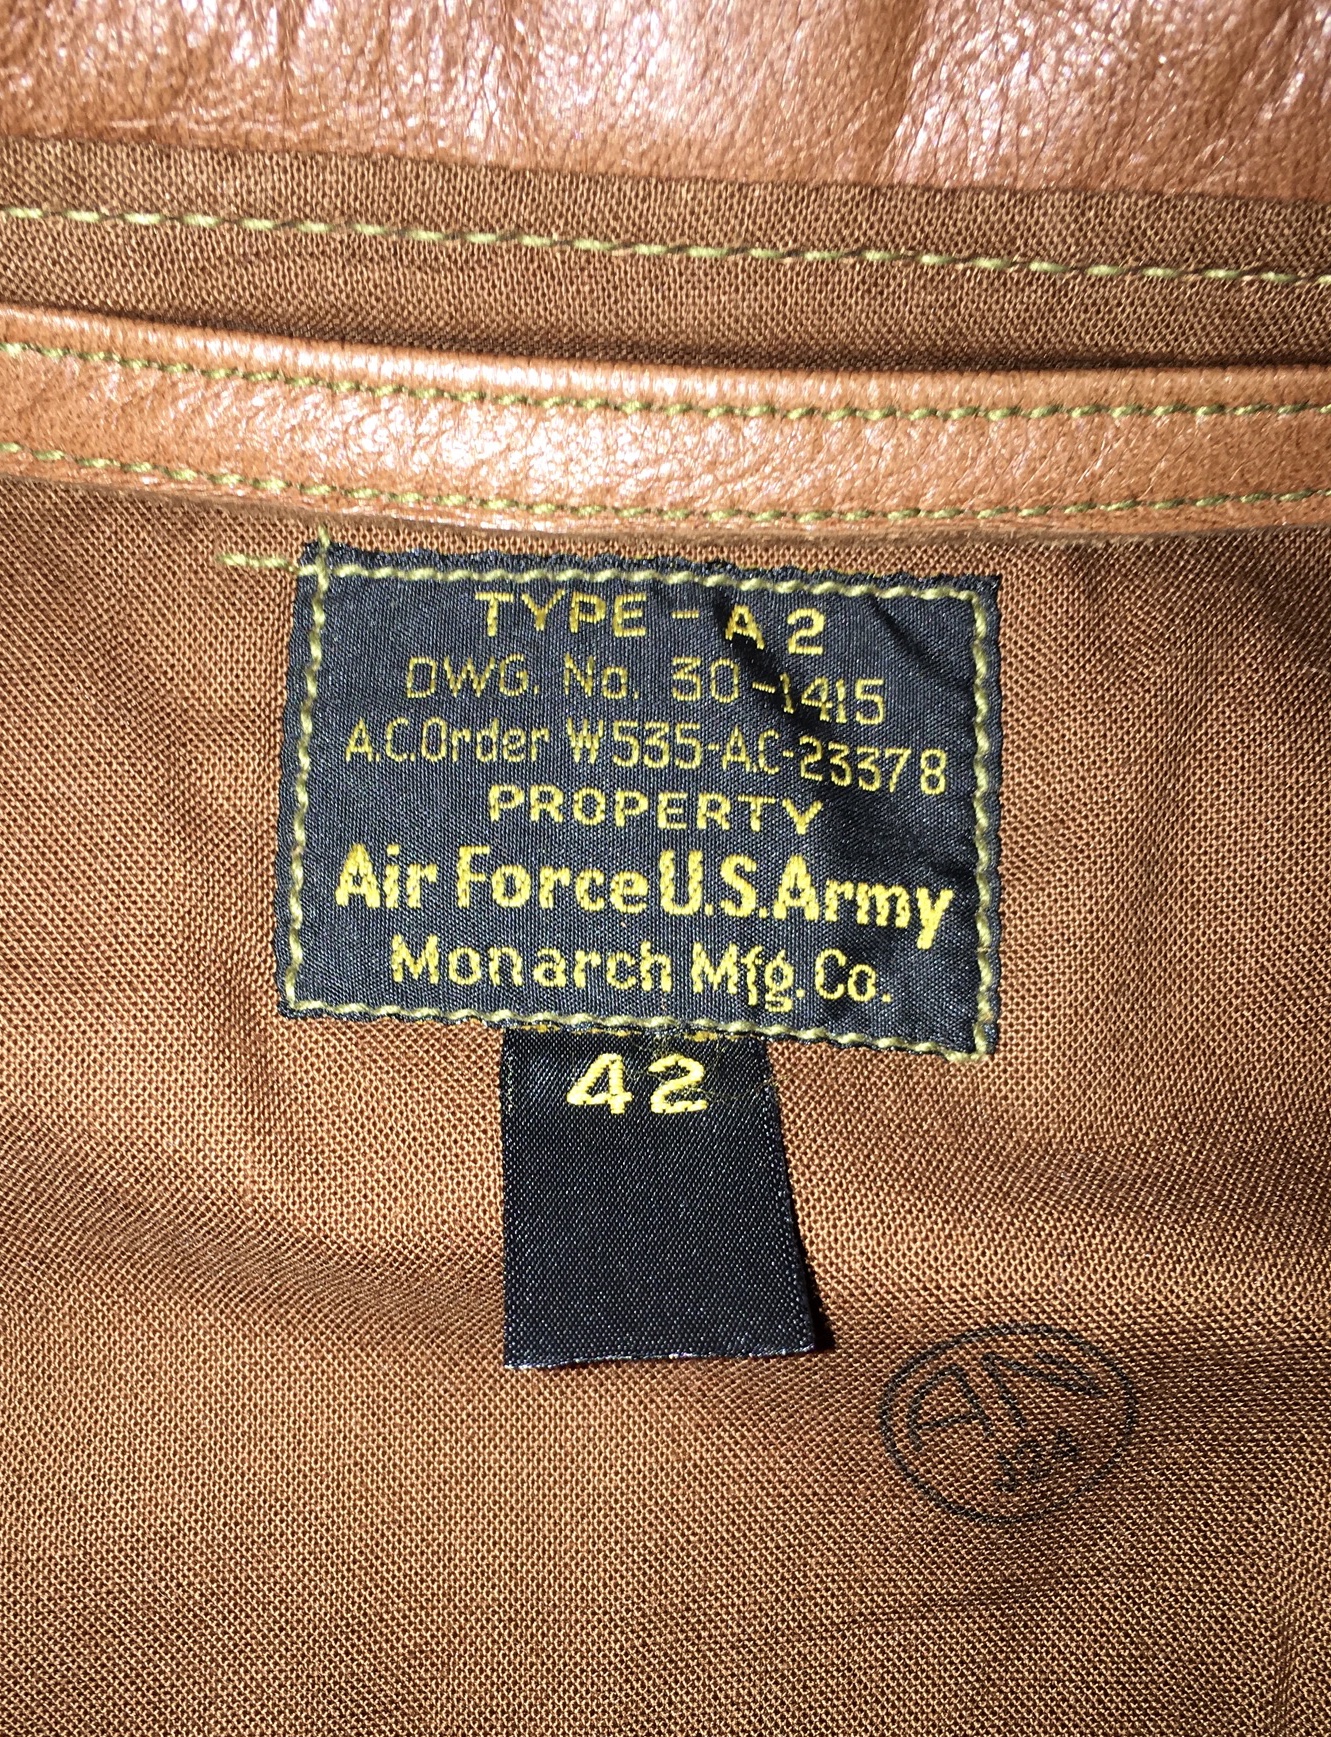 TYPE - A 2
DWG. No. 30-1415
A.C. Order W535-AC-23378
PROPERTY
Air Force U.S. Army
Monarch Mfg. Co.
42